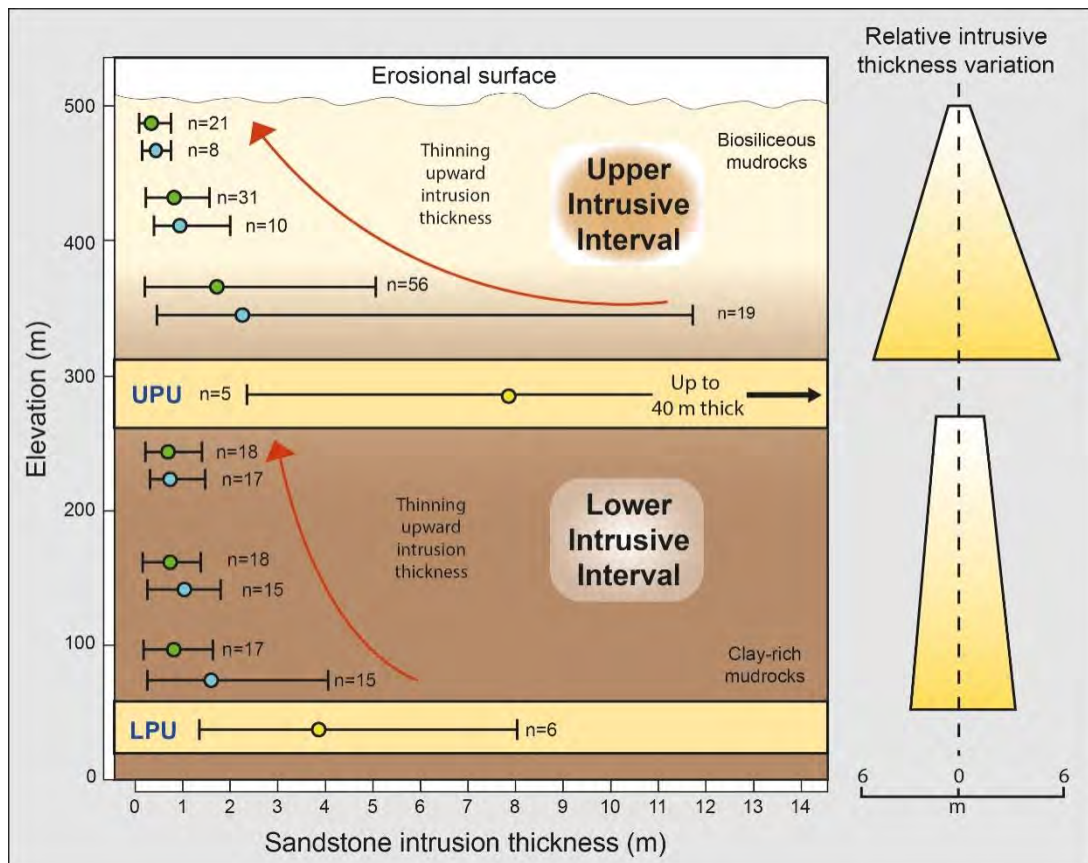 Relative intrusive
thickness variation
Erosional surface
500
n=21
n=8
Thinning
upward
intrusion
thickness
Upper
Intrusive
Interval
Biosiliceous
mudrocks
n=31
n=10
400
n=56
n=19
300
UPU
n=5
Up to
40 m thick
n=18
n=17
200
Thinning
upward
intrusion
thickness
Lower
Intrusive
Interval
n=18
n=15
100
n=17
n=15
Clay-rich
mudrocks
LPU
n=6
0
Elevation (m)
0 1 2 3 4 5 6 7 8 9 10 11 12 13 14
Sandstone intrusion thickness (m)
6 0 6
m